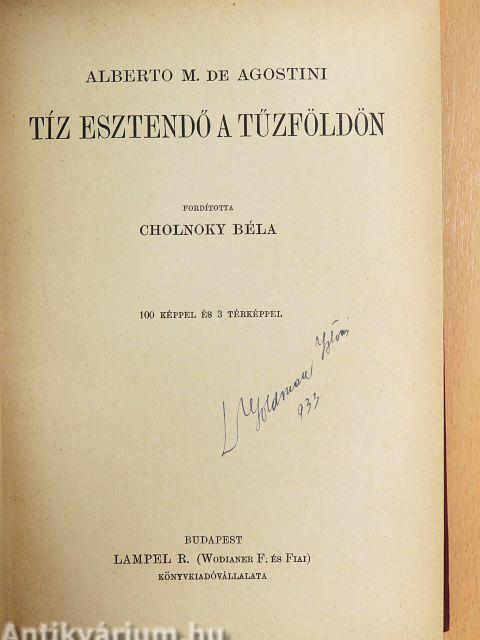 ALBERTO M. DE AGOSTINI
TÍZ ESZTENDŐ A TŰZFÖLDÖN
FORDÍTOTTA
CHOLNOKY BÉLA
100 KÉPPEL ÉS 3 TÉRKÉPPEL
Goldman
933
BUDAPEST
LAMPEL R. (WODIANER F. ÉS FIAI)
KÖNYVKIADÓVÁLLALATA
Antikvárium.hu